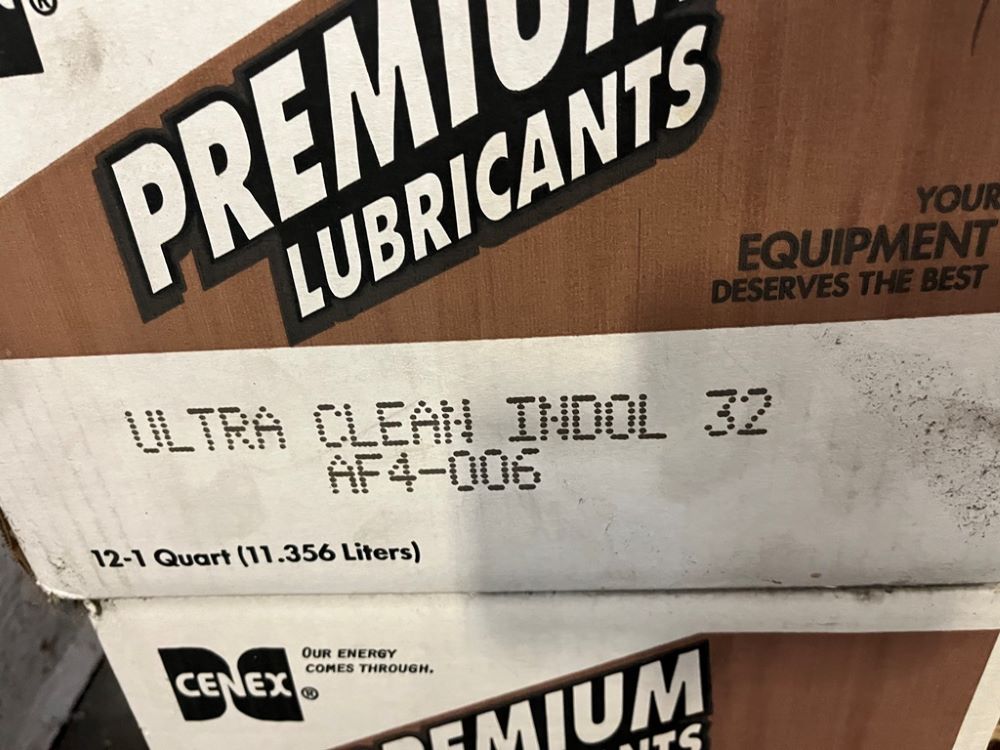 ®
PREMIUM
LUBRICANTS
YOUR
EQUIPMENT
DESERVES THE BEST
ULTRA CLEAN INDOL 32
AF4-006
12-1 Quart (11.356 Liters)
CENEX®
OUR ENERGY
COMES THROUGH.
PREMIUM